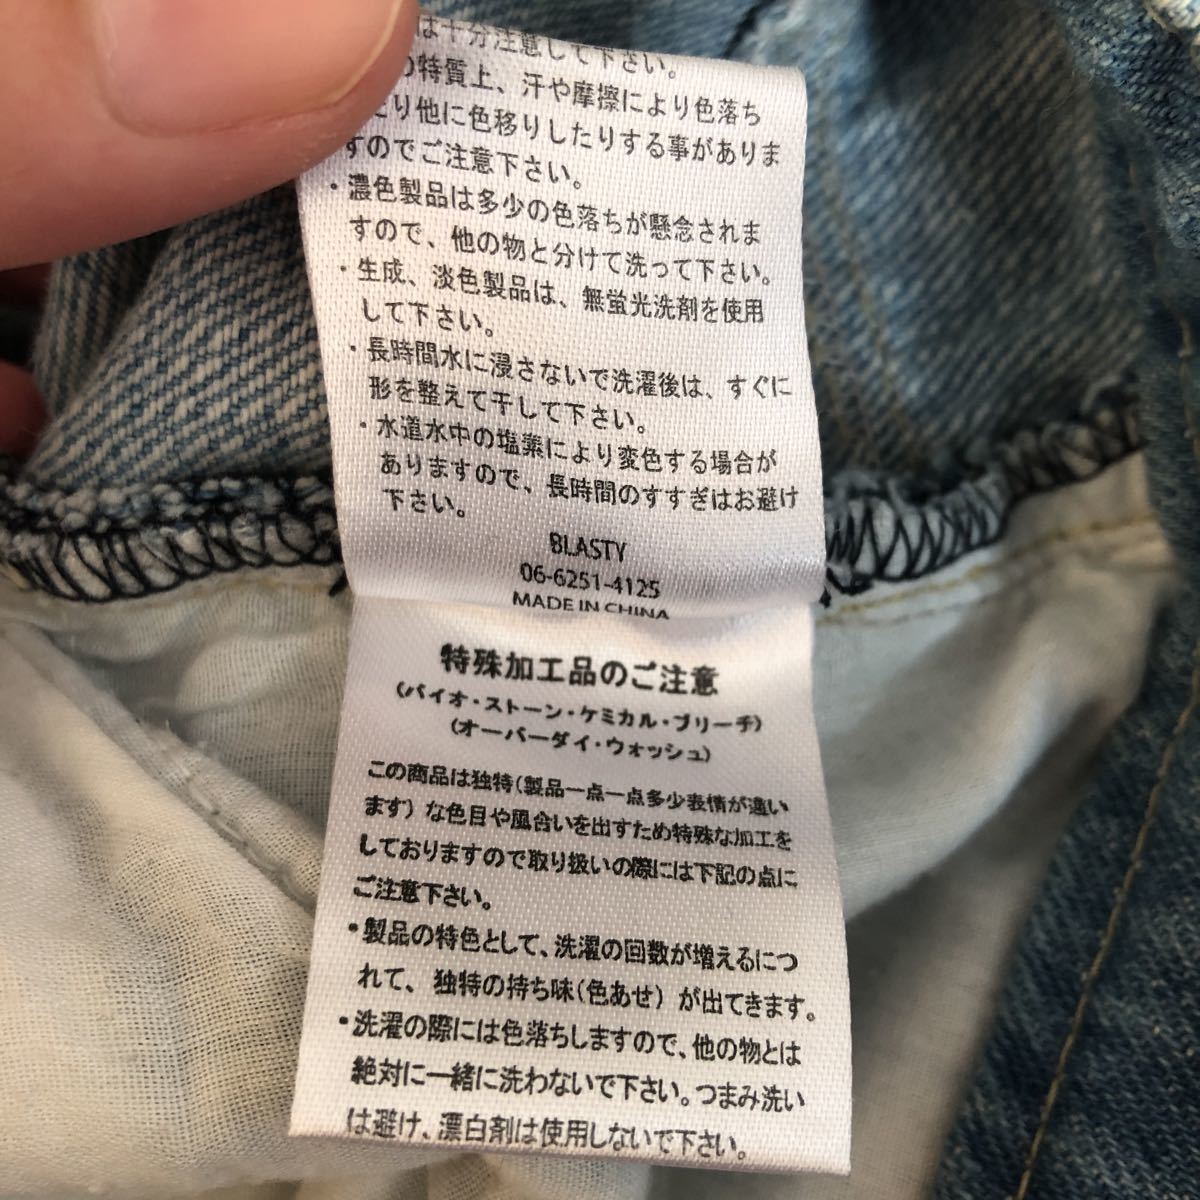 は十分注意して下さい。
の特質上、汗や摩擦により色落ち
たり他に色移りしたりする事がありま
すのでご注意下さい。
・濃色製品は多少の色落ちが懸念されま
すので、他の物と分けて洗って下さい。
・生成、淡色製品は、無蛍光洗剤を使用
して下さい。
・長時間水に浸さないで洗濯後は、すぐに
形を整えて干して下さい。
・水道水中の塩素により変色する場合が
ありますので、長時間のすすぎはお避け
下さい。
BLASTY
06-6251-4125
MADE IN CHINA
特殊加工品のご注意
(バイオ・ストーン・ケミカル・ブリーチ)
(オーバーダイ・ウォッシュ)
この商品は独特(製品一点一点多少表情が違い
ます)な色目や風合いを出すため特殊な加工を
しておりますので取り扱いの際には下記の点に
ご注意下さい。
・製品の特色として、洗濯の回数が増えるにつ
れて、独特の持ち味(色あせ)が出てきます。
・洗濯の際には色落ちしますので、他の物とは
絶対に一緒に洗わないで下さい。つまみ洗い
は避け、漂白剤は使用しないで下さい。